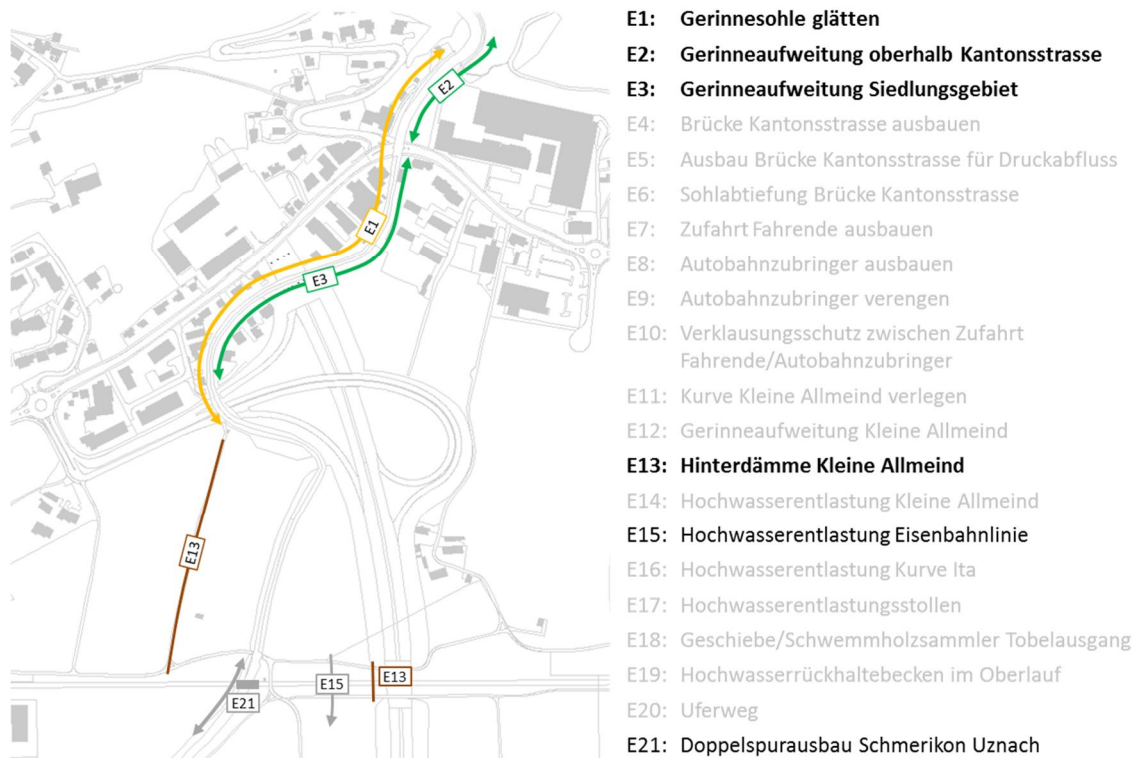 E1: Gerinnesohle glätten
E2: Gerinneaufweitung oberhalb Kantonsstrasse
E3: Gerinneaufweitung Siedlungsgebiet
E4: Brücke Kantonsstrasse ausbauen
E5: Ausbau Brücke Kantonsstrasse für Druckabfluss
E6: Sohlabtiefung Brücke Kantonsstrasse
E7: Zufahrt Fahrende ausbauen
E8: Autobahnzubringer ausbauen
E9: Autobahnzubringer verengen
E10: Verklausungsschutz zwischen Zufahrt
Fahrende/Autobahnzubringer
E11: Kurve Kleine Allmeind verlegen
E12: Gerinneaufweitung Kleine Allmeind
E13: Hinterdämme Kleine Allmeind
E14: Hochwasserentlastung Kleine Allmeind
E15: Hochwasserentlastung Eisenbahnlinie
E16: Hochwasserentlastung Kurve Ita
E17: Hochwasserentlastungsstollen
E18: Geschiebe/Schwemmholzsammler Tobelausgang
E19: Hochwasserrückhaltebecken im Oberlauf
E20: Uferweg
E21: Doppelspurausbau Schmerikon Uznach
E2
E1
E3
E13
E13
E15
E21